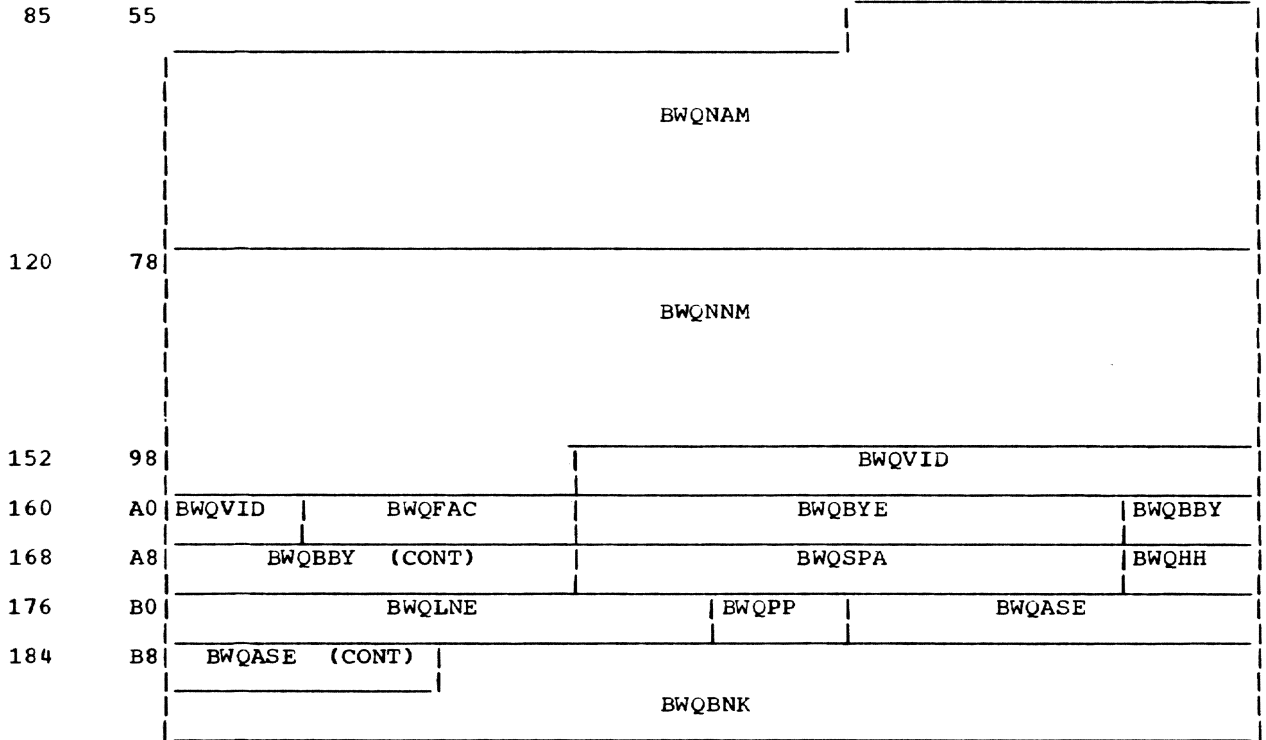 85 55
BWQNAM
120 78
BWQNNM
152 98 BWQVID
160 A0 BWQVID BWQFAC BWQBYE BWQBBY
168 A8 BWQBBY (CONT) BWQSPA BWQHH
176 B0 BWQLNE BWQPP BWQASE
184 B8 BWQASE (CONT)
BWQBNK